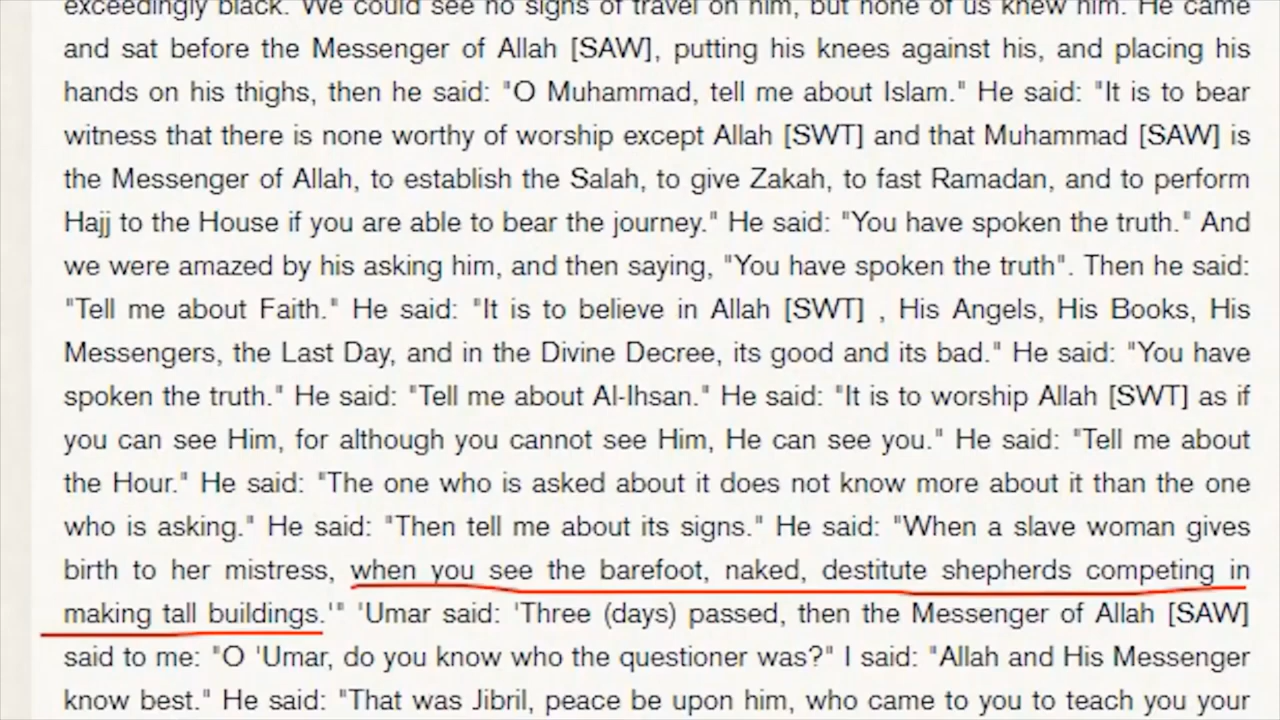 exceedingly black. We could see no signs of travel on him, but none of us knew him. He came
and sat before the Messenger of Allah [SAW], putting his knees against his, and placing his
hands on his thighs, then he said: "O Muhammad, tell me about Islam." He said: "It is to bear
witness that there is none worthy of worship except Allah [SWT] and that Muhammad [SAW] is
the Messenger of Allah, to establish the Salah, to give Zakah, to fast Ramadan, and to perform
Hajj to the House if you are able to bear the journey." He said: "You have spoken the truth." And
we were amazed by his asking him, and then saying, "You have spoken the truth". Then he said:
"Tell me about Faith." He said: "It is to believe in Allah [SWT] , His Angels, His Books, His
Messengers, the Last Day, and in the Divine Decree, its good and its bad." He said: "You have
spoken the truth." He said: "Tell me about Al-Ihsan." He said: "It is to worship Allah [SWT] as if
you can see Him, for although you cannot see Him, He can see you." He said: "Tell me about
the Hour." He said: "The one who is asked about it does not know more about it than the one
who is asking." He said: "Then tell me about its signs." He said: "When a slave woman gives
birth to her mistress, when you see the barefoot, naked, destitute shepherds competing in
making tall buildings.'" 'Umar said: 'Three (days) passed, then the Messenger of Allah [SAW]
said to me: "O 'Umar, do you know who the questioner was?" I said: "Allah and His Messenger
know best." He said: "That was Jibril, peace be upon him, who came to you to teach you your